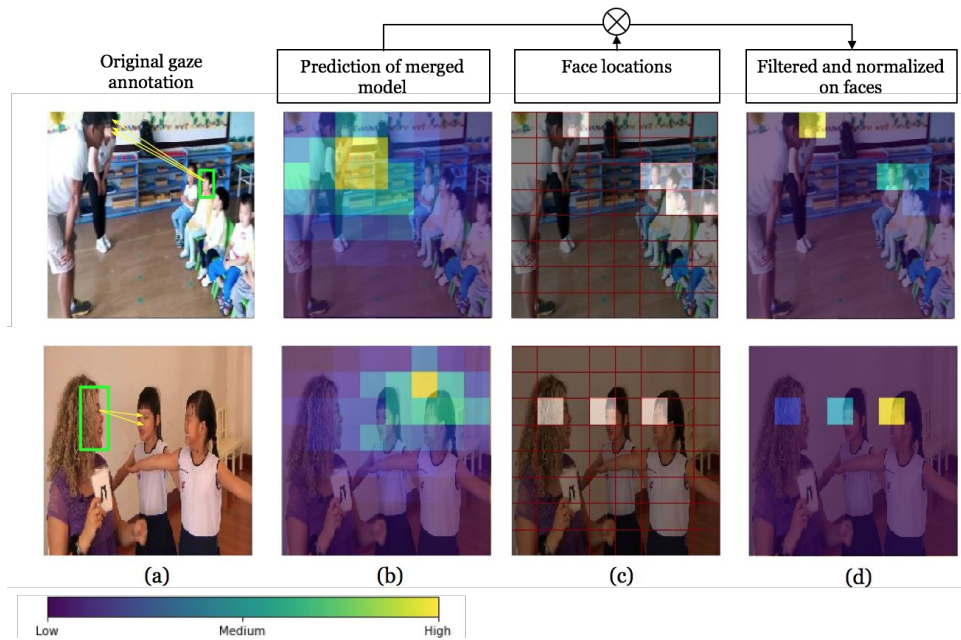 Original gaze
annotation
Prediction of merged
model
Face locations
Filtered and normalized
on faces
(a)
(b)
(c)
(d)
Low
Medium
High